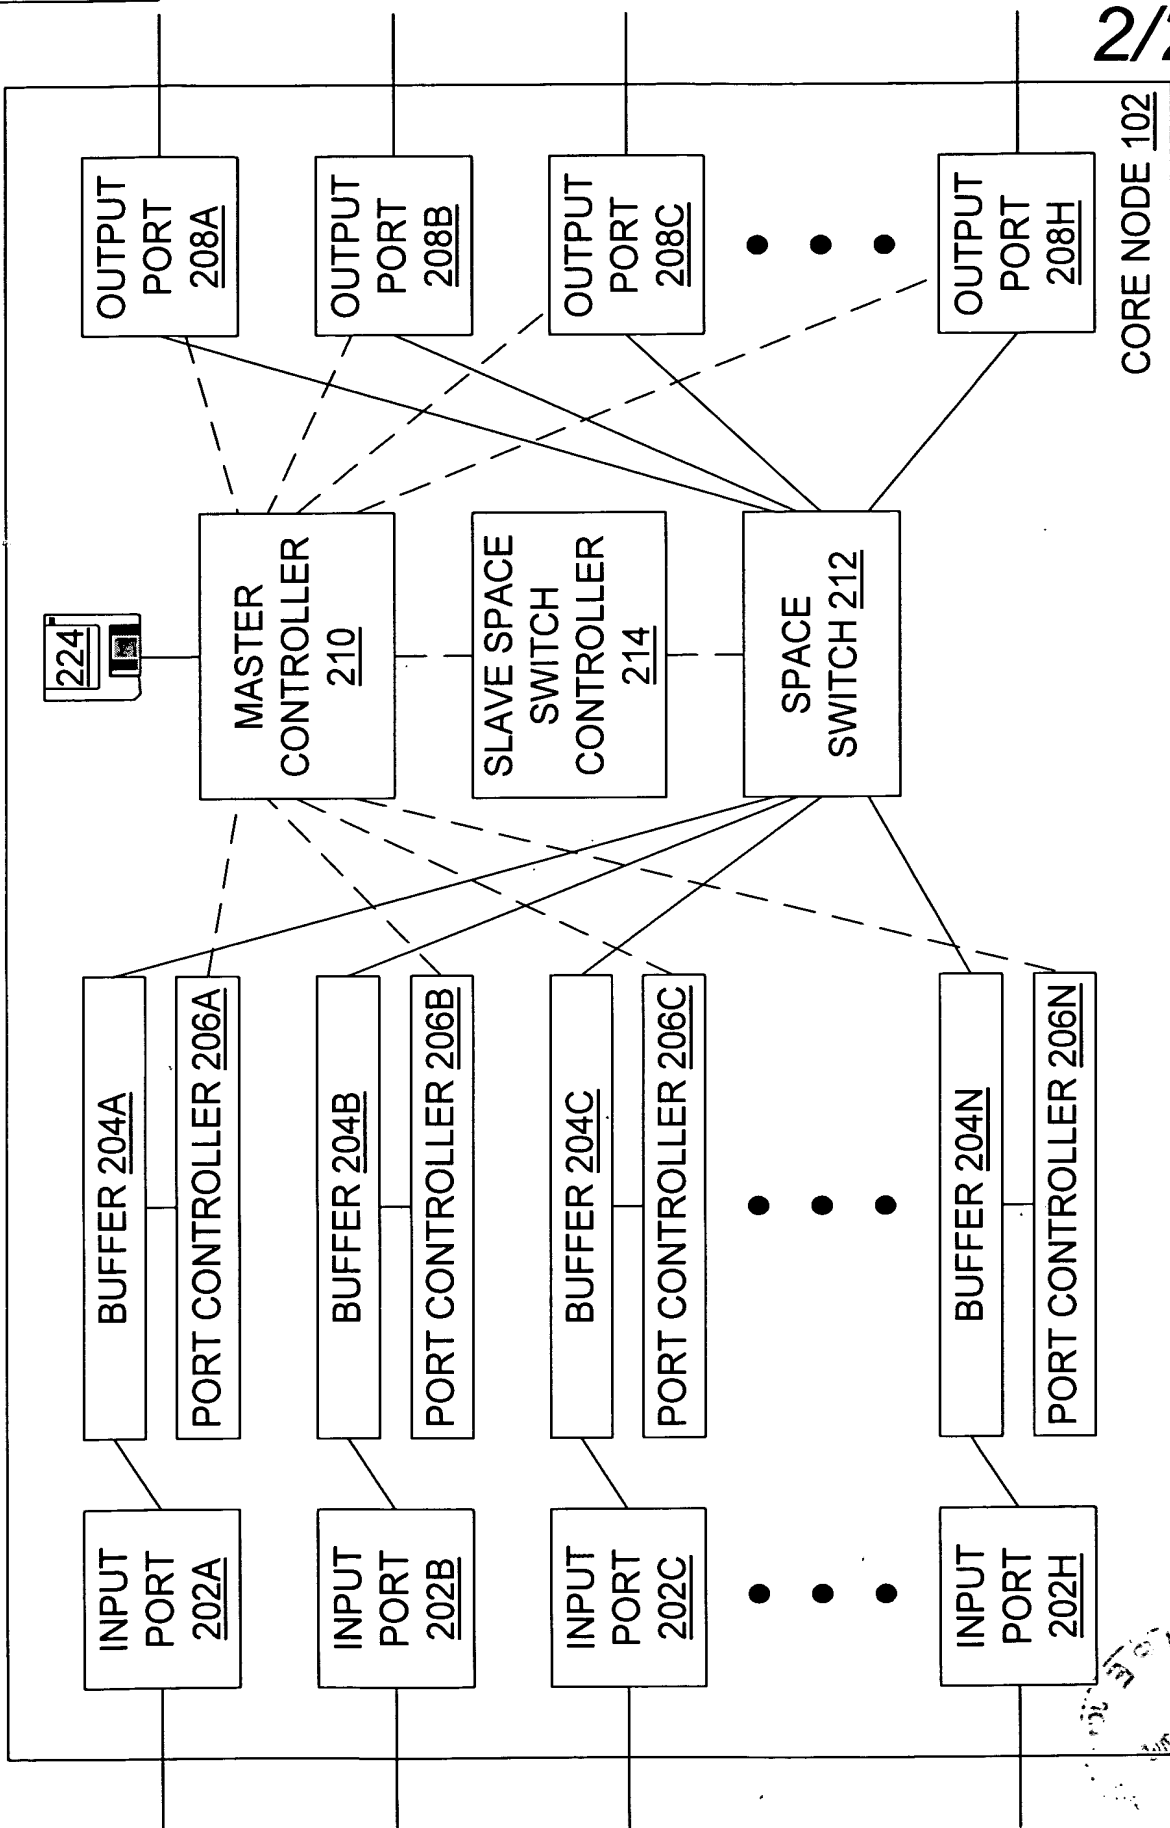 2/2
INPUT
PORT
202A
BUFFER 204A
PORT CONTROLLER 206A
OUTPUT
PORT
208A
INPUT
PORT
202B
BUFFER 204B
PORT CONTROLLER 206B
OUTPUT
PORT
208B
INPUT
PORT
202C
BUFFER 204C
PORT CONTROLLER 206C
OUTPUT
PORT
208C
INPUT
PORT
202H
BUFFER 204N
PORT CONTROLLER 206N
OUTPUT
PORT
208H
224
MASTER
CONTROLLER
210
SLAVE SPACE
SWITCH
CONTROLLER
214
SPACE
SWITCH 212
CORE NODE 102